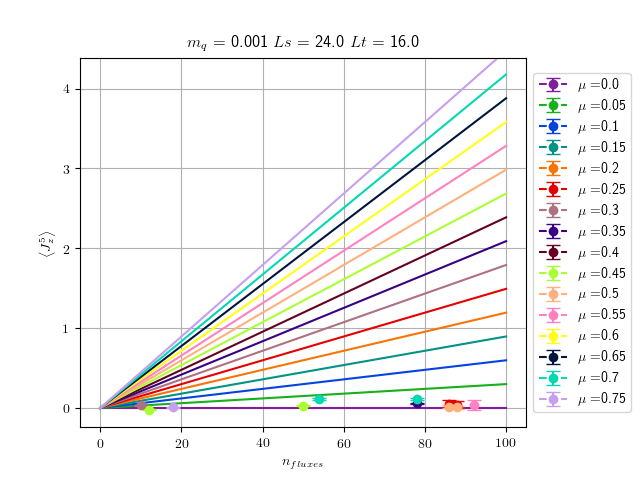 m_q = 0.001 Ls = 24.0 Lt = 16.0
4
3
2
1
0
⟨J_z^5⟩
0 20 40 60 80 100
n_{fluxes}
μ =0.0
μ =0.05
μ =0.1
μ =0.15
μ =0.2
μ =0.25
μ =0.3
μ =0.35
μ =0.4
μ =0.45
μ =0.5
μ =0.55
μ =0.6
μ =0.65
μ =0.7
μ =0.75